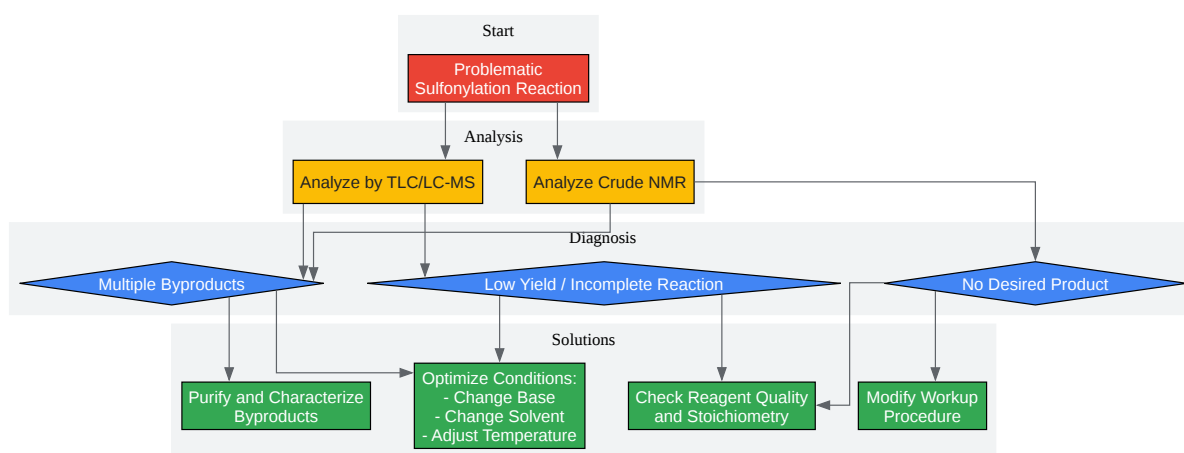 Start
Problematic
Sulfonylation Reaction
Analysis
Analyze by TLC/LC-MS
Analyze Crude NMR
Diagnosis
Multiple Byproducts
Low Yield / Incomplete Reaction
No Desired Product
Solutions
Purify and Characterize
Byproducts
Optimize Conditions:
- Change Base
- Change Solvent
- Adjust Temperature
Check Reagent Quality
and Stoichiometry
Modify Workup
Procedure